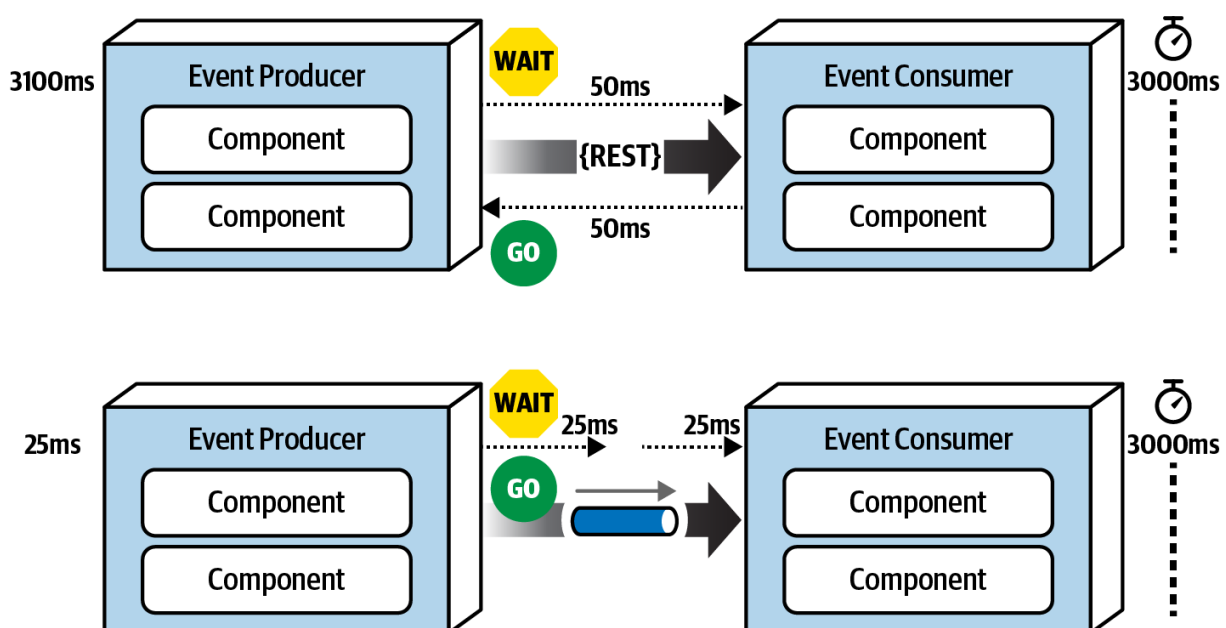 WAIT
3100ms
Event Producer
50ms
Event Consumer
3000ms
Component
{REST}
Component
Component
Component
50ms
GO
WAIT
25ms
Event Producer
25ms
25ms
Event Consumer
3000ms
GO
Component
Component
Component
Component